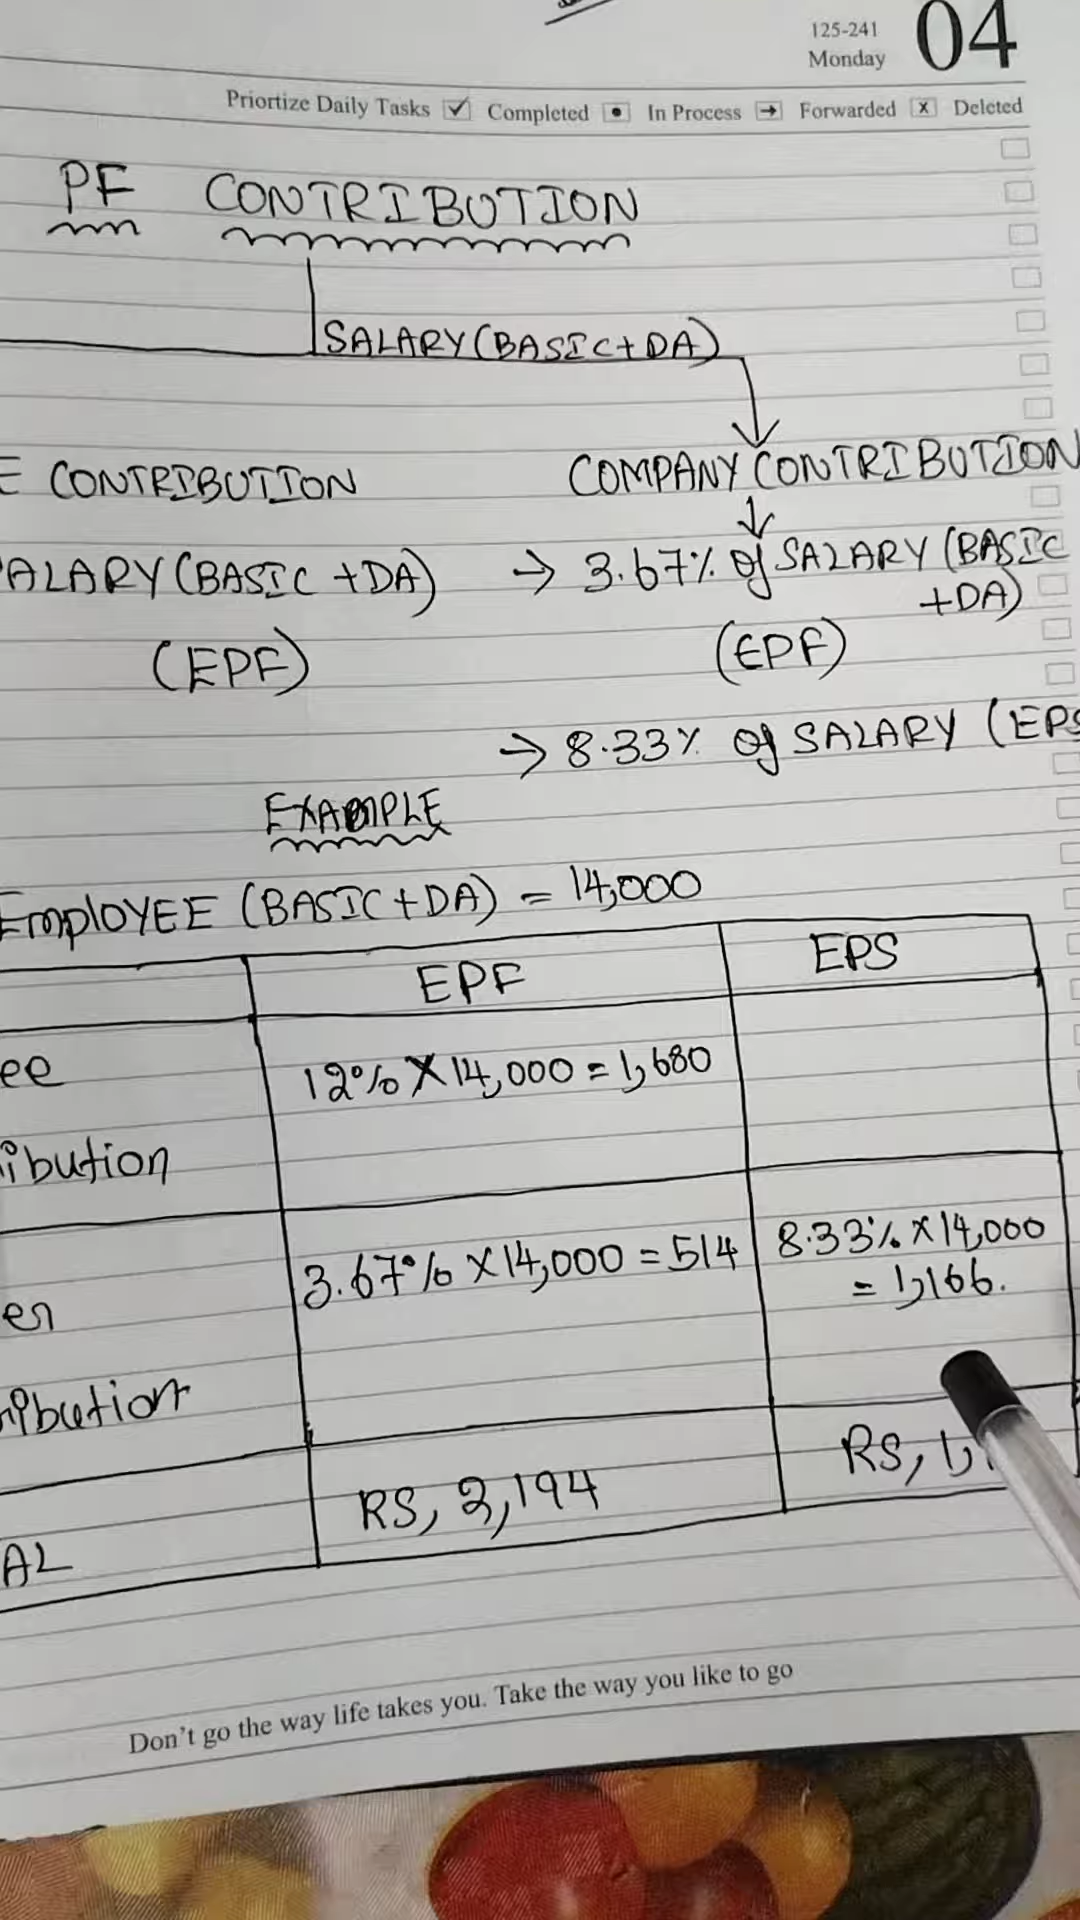 125-241
Monday 04
Priortize Daily Tasks Completed In Process Forwarded Deleted
PF CONTRIBUTION
SALARY (BASIC+DA)
E CONTRIBUTION
COMPANY CONTRIBUTION
ALARY (BASIC +DA)
→ 3.67% of SALARY (BASIC
+DA)
(EPF)
(EPF)
→ 8.33% of SALARY (EPS
EXAMPLE
EMPLOYEE (BASIC+DA) = 14,000
EPF
EPS
ee
12% X 14,000 = 1,680
ibution
3.67% X 14,000 = 514
8.33% X 14,000
= 1,166.
er
ribution
RS, 2,194
RS, 1,
AL
Don't go the way life takes you. Take the way you like to go